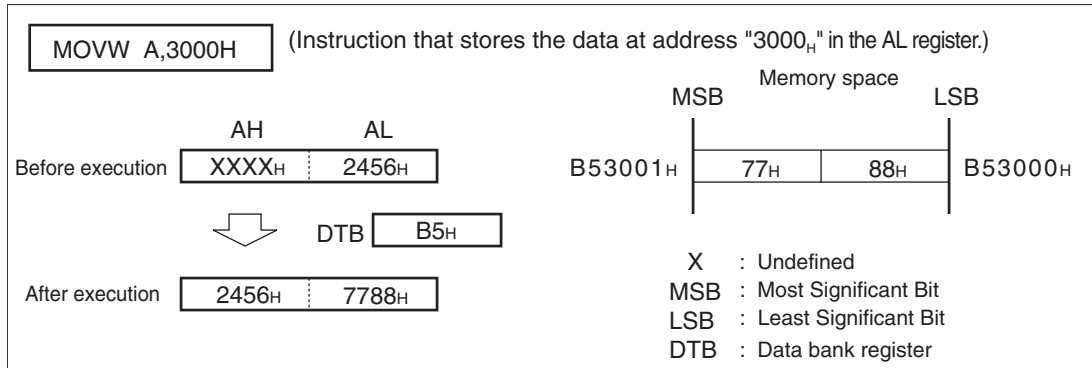 MOVW A,3000H (Instruction that stores the data at address "3000H" in the AL register.)
Memory space
MSB LSB
AH AL
Before execution XXXXH 2456H
B53001H 77H 88H B53000H
DTB B5H
After execution 2456H 7788H
X : Undefined
MSB : Most Significant Bit
LSB : Least Significant Bit
DTB : Data bank register